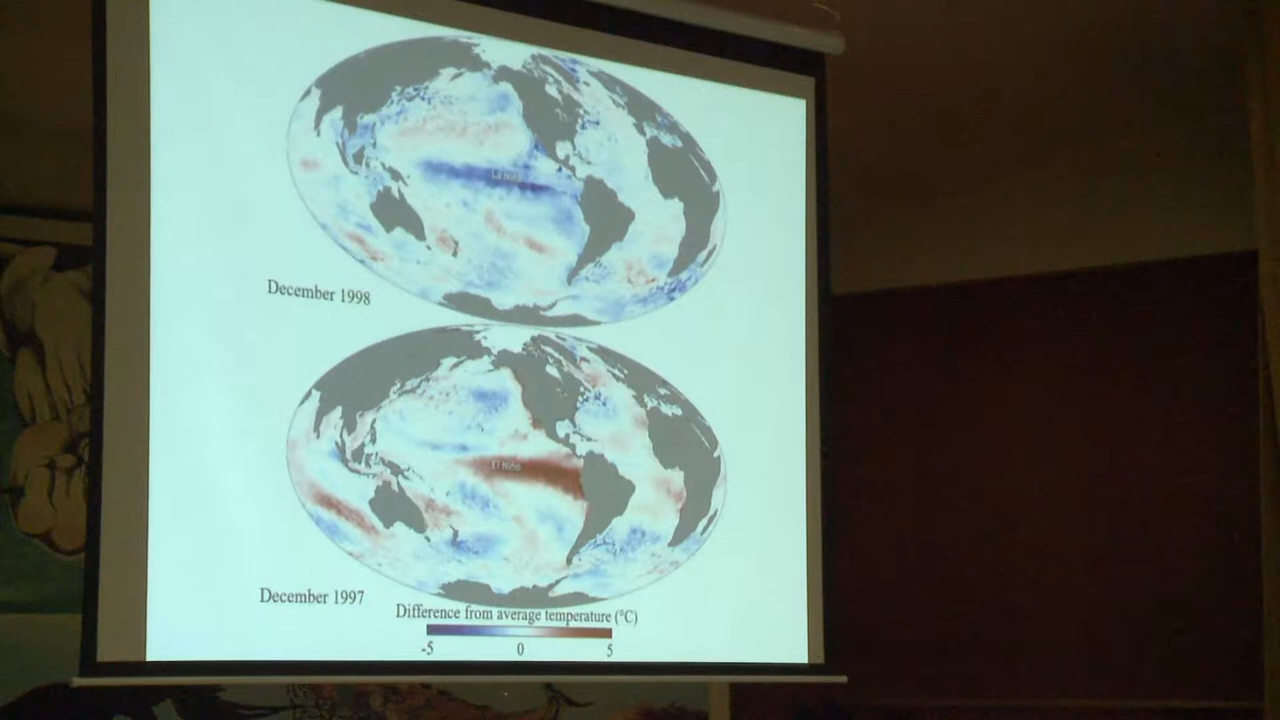 La Niña
December 1998
El Niño
December 1997
Difference from average temperature (°C)
-5 0 5